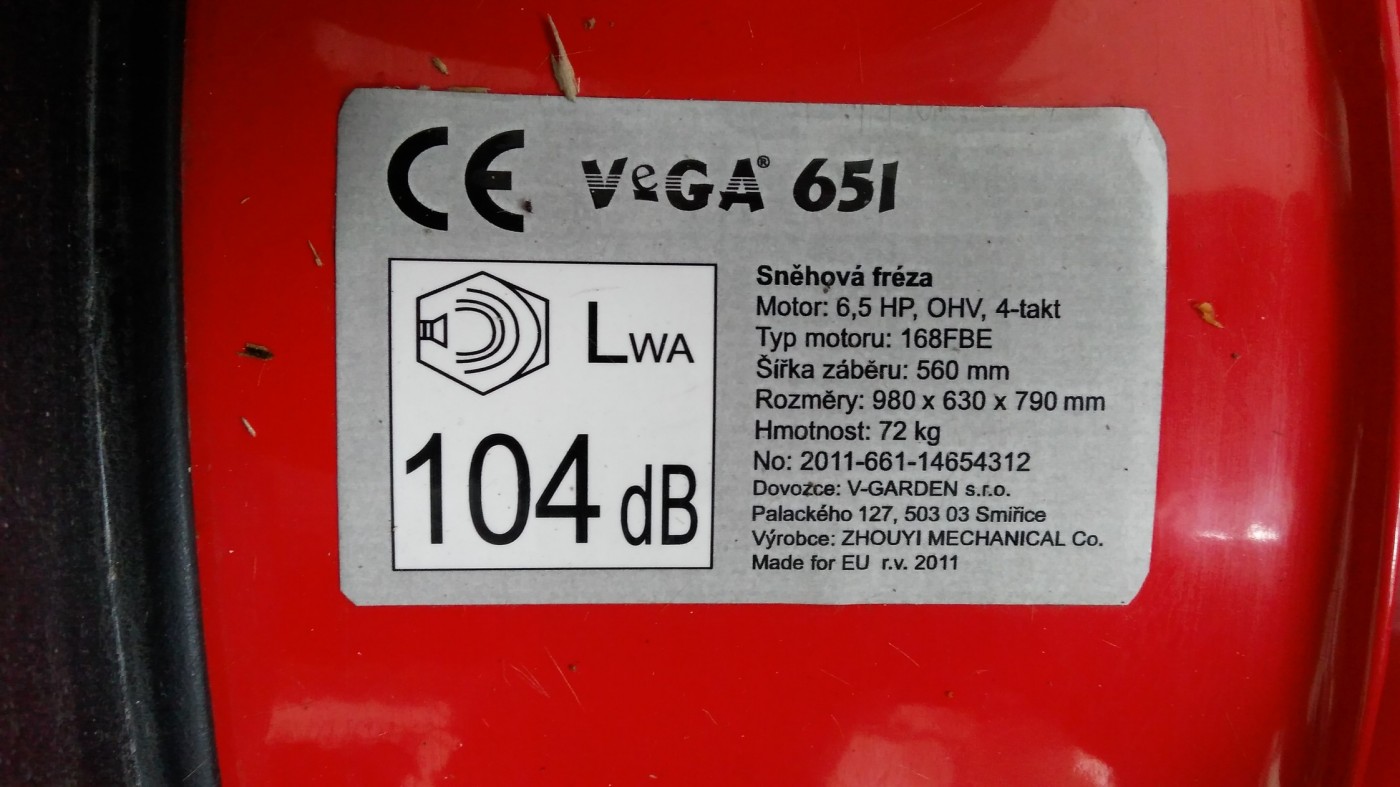 CE VeGA® 651
LWA
104 dB
Sněhová fréza
Motor: 6,5 HP, OHV, 4-takt
Typ motoru: 168FBE
Šířka záběru: 560 mm
Rozměry: 980 x 630 x 790 mm
Hmotnost: 72 kg
No: 2011-661-14654312
Dovozce: V-GARDEN s.r.o.
Palackého 127, 503 03 Smiřice
Výrobce: ZHOUYI MECHANICAL Co.
Made for EU r.v. 2011